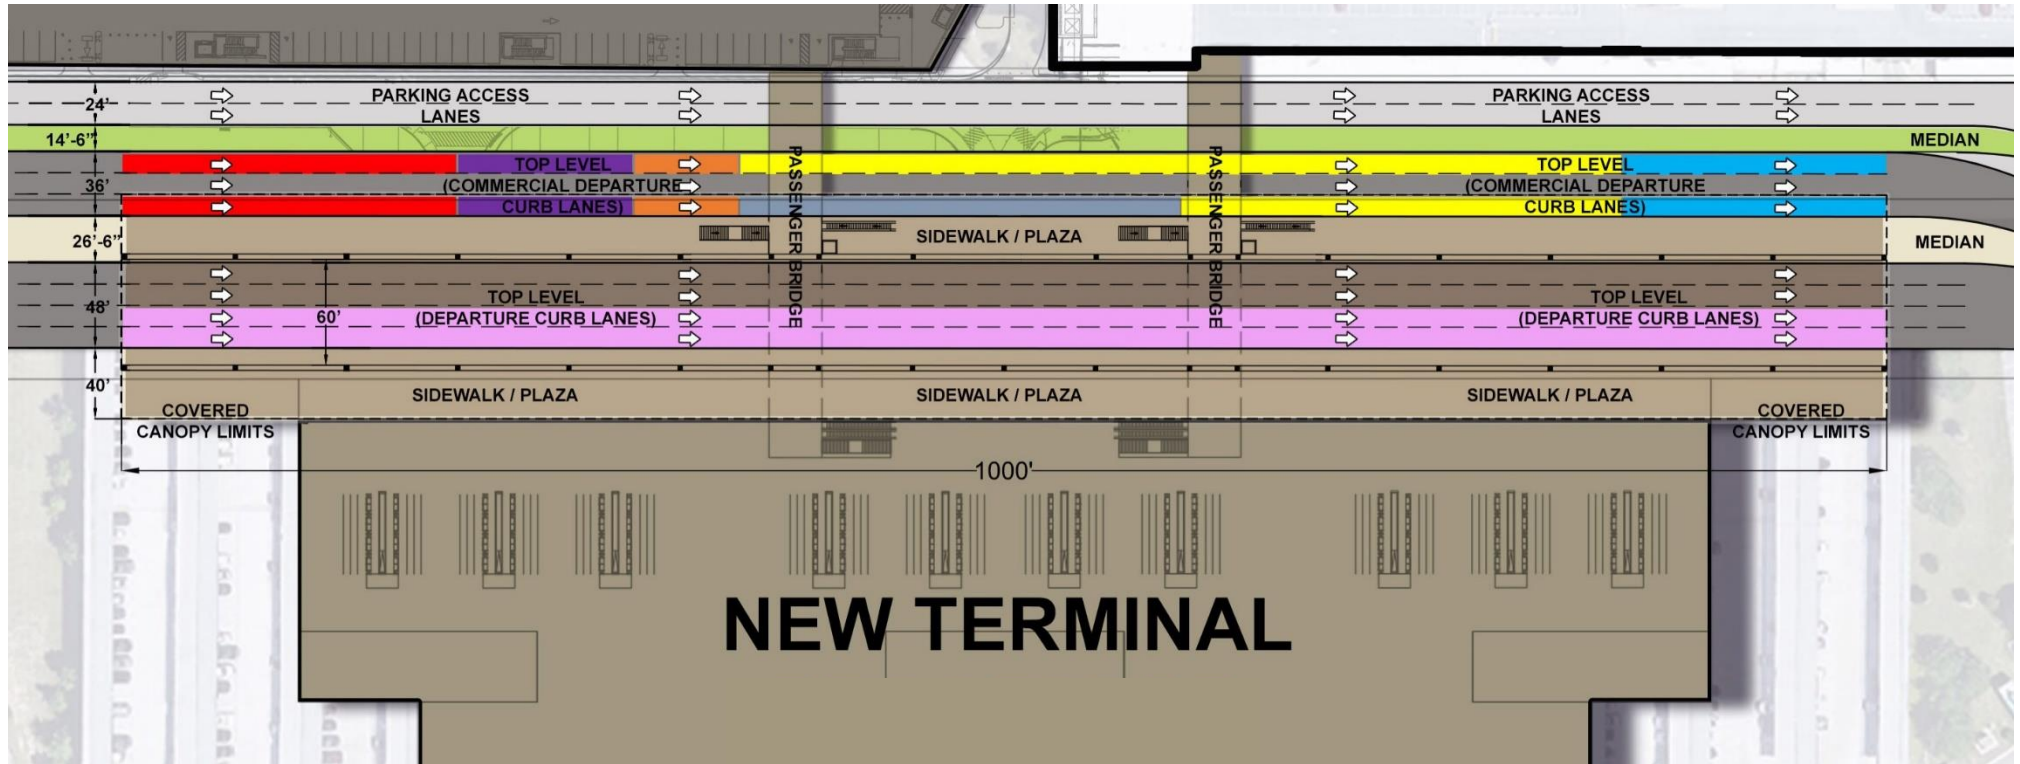 24'
PARKING ACCESS
LANES
PARKING ACCESS
LANES
14'-6"
MEDIAN
36'
TOP LEVEL
(COMMERCIAL DEPARTURE
CURB LANES)
TOP LEVEL
(COMMERCIAL DEPARTURE
CURB LANES)
PASSENGER BRIDGE
PASSENGER BRIDGE
26'-6"
SIDEWALK / PLAZA
MEDIAN
48'
60'
TOP LEVEL
(DEPARTURE CURB LANES)
TOP LEVEL
(DEPARTURE CURB LANES)
40'
SIDEWALK / PLAZA
SIDEWALK / PLAZA
SIDEWALK / PLAZA
COVERED
CANOPY LIMITS
COVERED
CANOPY LIMITS
1000'
NEW TERMINAL